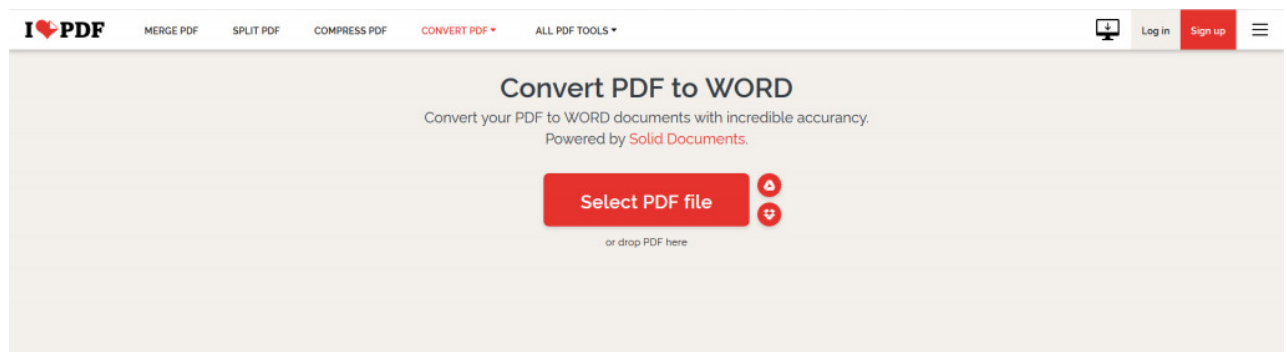 I PDF MERGE PDF SPLIT PDF COMPRESS PDF CONVERT PDF ALL PDF TOOLS Log in Sign up
Convert PDF to WORD
Convert your PDF to WORD documents with incredible accurancy.
Powered by Solid Documents.
Select PDF file
or drop PDF here